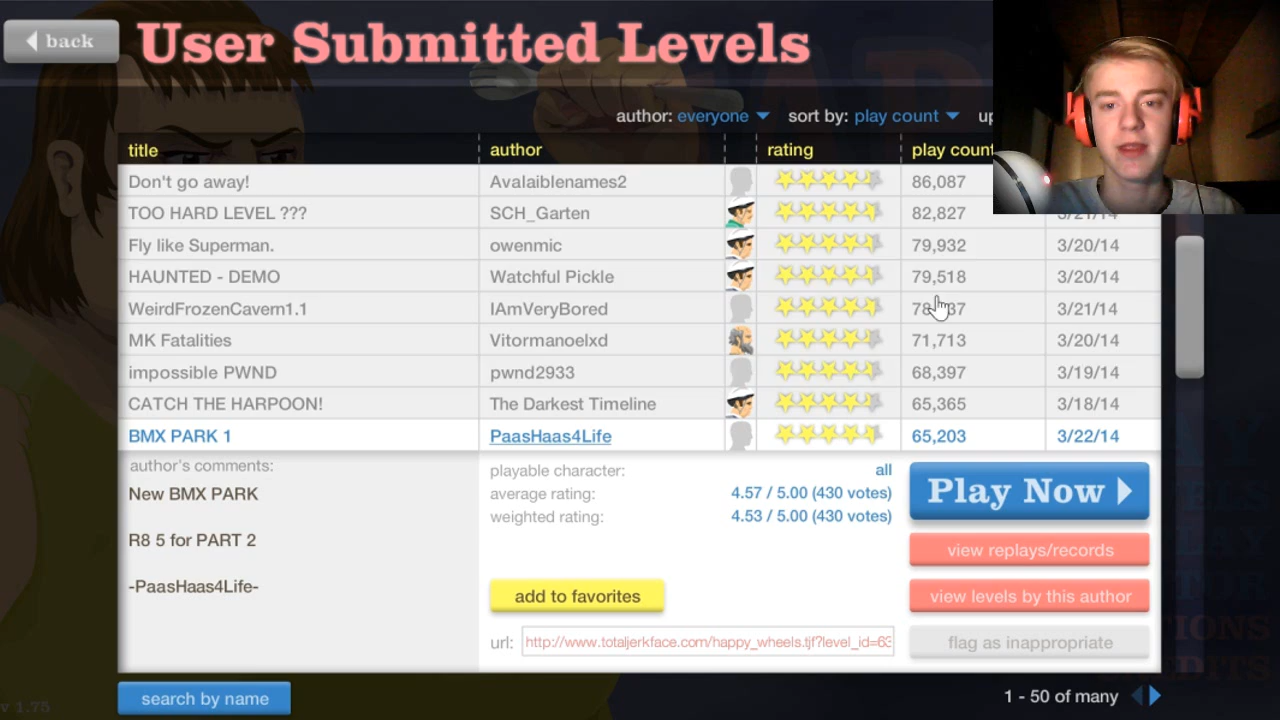 back
User Submitted Levels
author: everyone sort by: play count
title author rating play count
Don't go away! Avalaiblenames2 86,087
TOO HARD LEVEL ??? SCH_Garten 82,827 3/21/14
Fly like Superman. owenmic 79,932 3/20/14
HAUNTED - DEMO Watchful Pickle 79,518 3/20/14
WeirdFrozenCavern1.1 IAmVeryBored 3/21/14
MK Fatalities Vitormanoelxd 71,713 3/20/14
impossible PWND pwnd2933 68,397 3/19/14
CATCH THE HARPOON! The Darkest Timeline 65,365 3/18/14
BMX PARK 1 PaasHaas4Life 65,203 3/22/14
author's comments:
New BMX PARK
R8 5 for PART 2
-PaasHaas4Life-
playable character: all
average rating: 4.57 / 5.00 (430 votes)
weighted rating: 4.53 / 5.00 (430 votes)
add to favorites
url: http://www.totaljerkface.com/happy_wheels.tjf?level_id=63
Play Now
view replays/records
view levels by this author
flag as inappropriate
search by name
1 - 50 of many
v 1.75